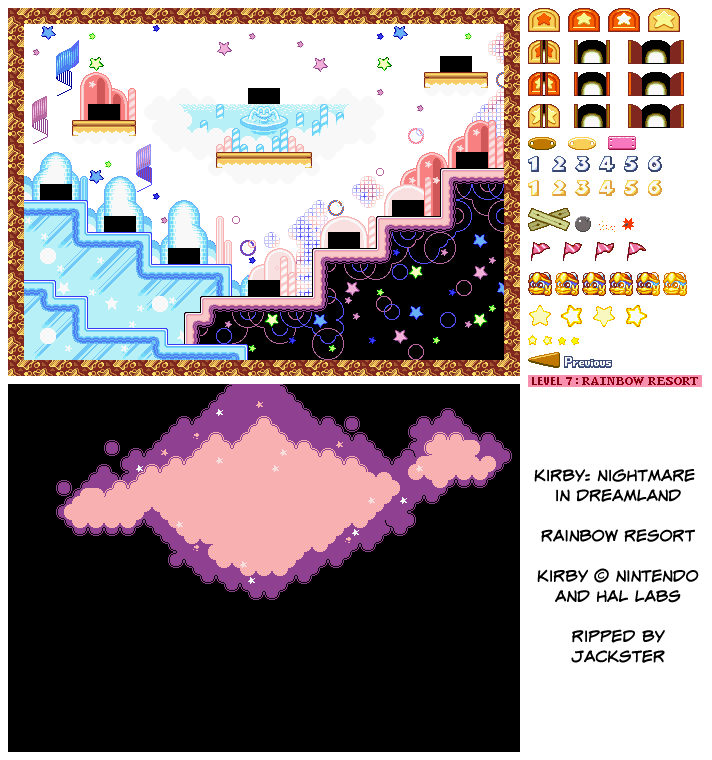 1 2 3 4 5 6
1 2 3 4 5 6
Previous
LEVEL 7 : RAINBOW RESORT
KIRBY: NIGHTMARE
IN DREAMLAND
RAINBOW RESORT
KIRBY © NINTENDO
AND HAL LABS
RIPPED BY
JACKSTER